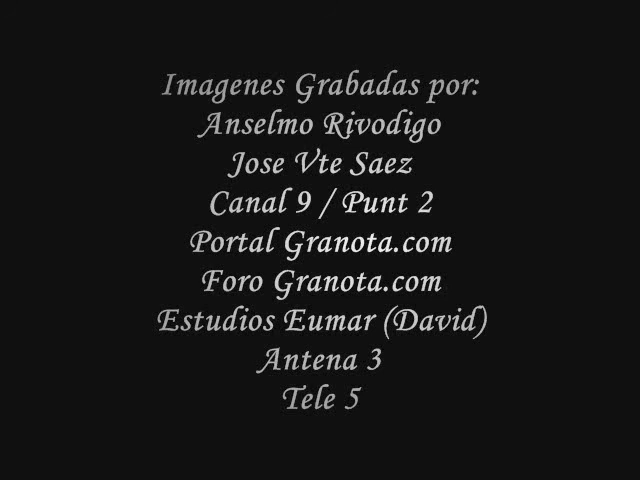 Imagenes Grabadas por:
Anselmo Rivodigo
Jose Vte Saez
Canal 9 / Punt 2
Portal Granota.com
Foro Granota.com
Estudios Eumar (David)
Antena 3
Tele 5